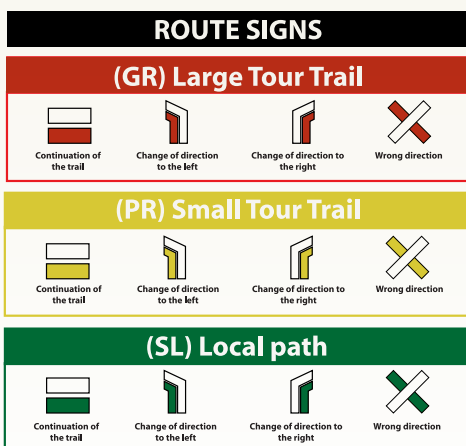 ROUTE SIGNS
(GR) Large Tour Trail
Continuation of
the trail
Change of direction
to the left
Change of direction to
the right
Wrong direction
(PR) Small Tour Trail
Continuation of
the trail
Change of direction
to the left
Change of direction to
the right
Wrong direction
(SL) Local path
Continuation of
the trail
Change of direction
to the left
Change of direction to
the right
Wrong direction